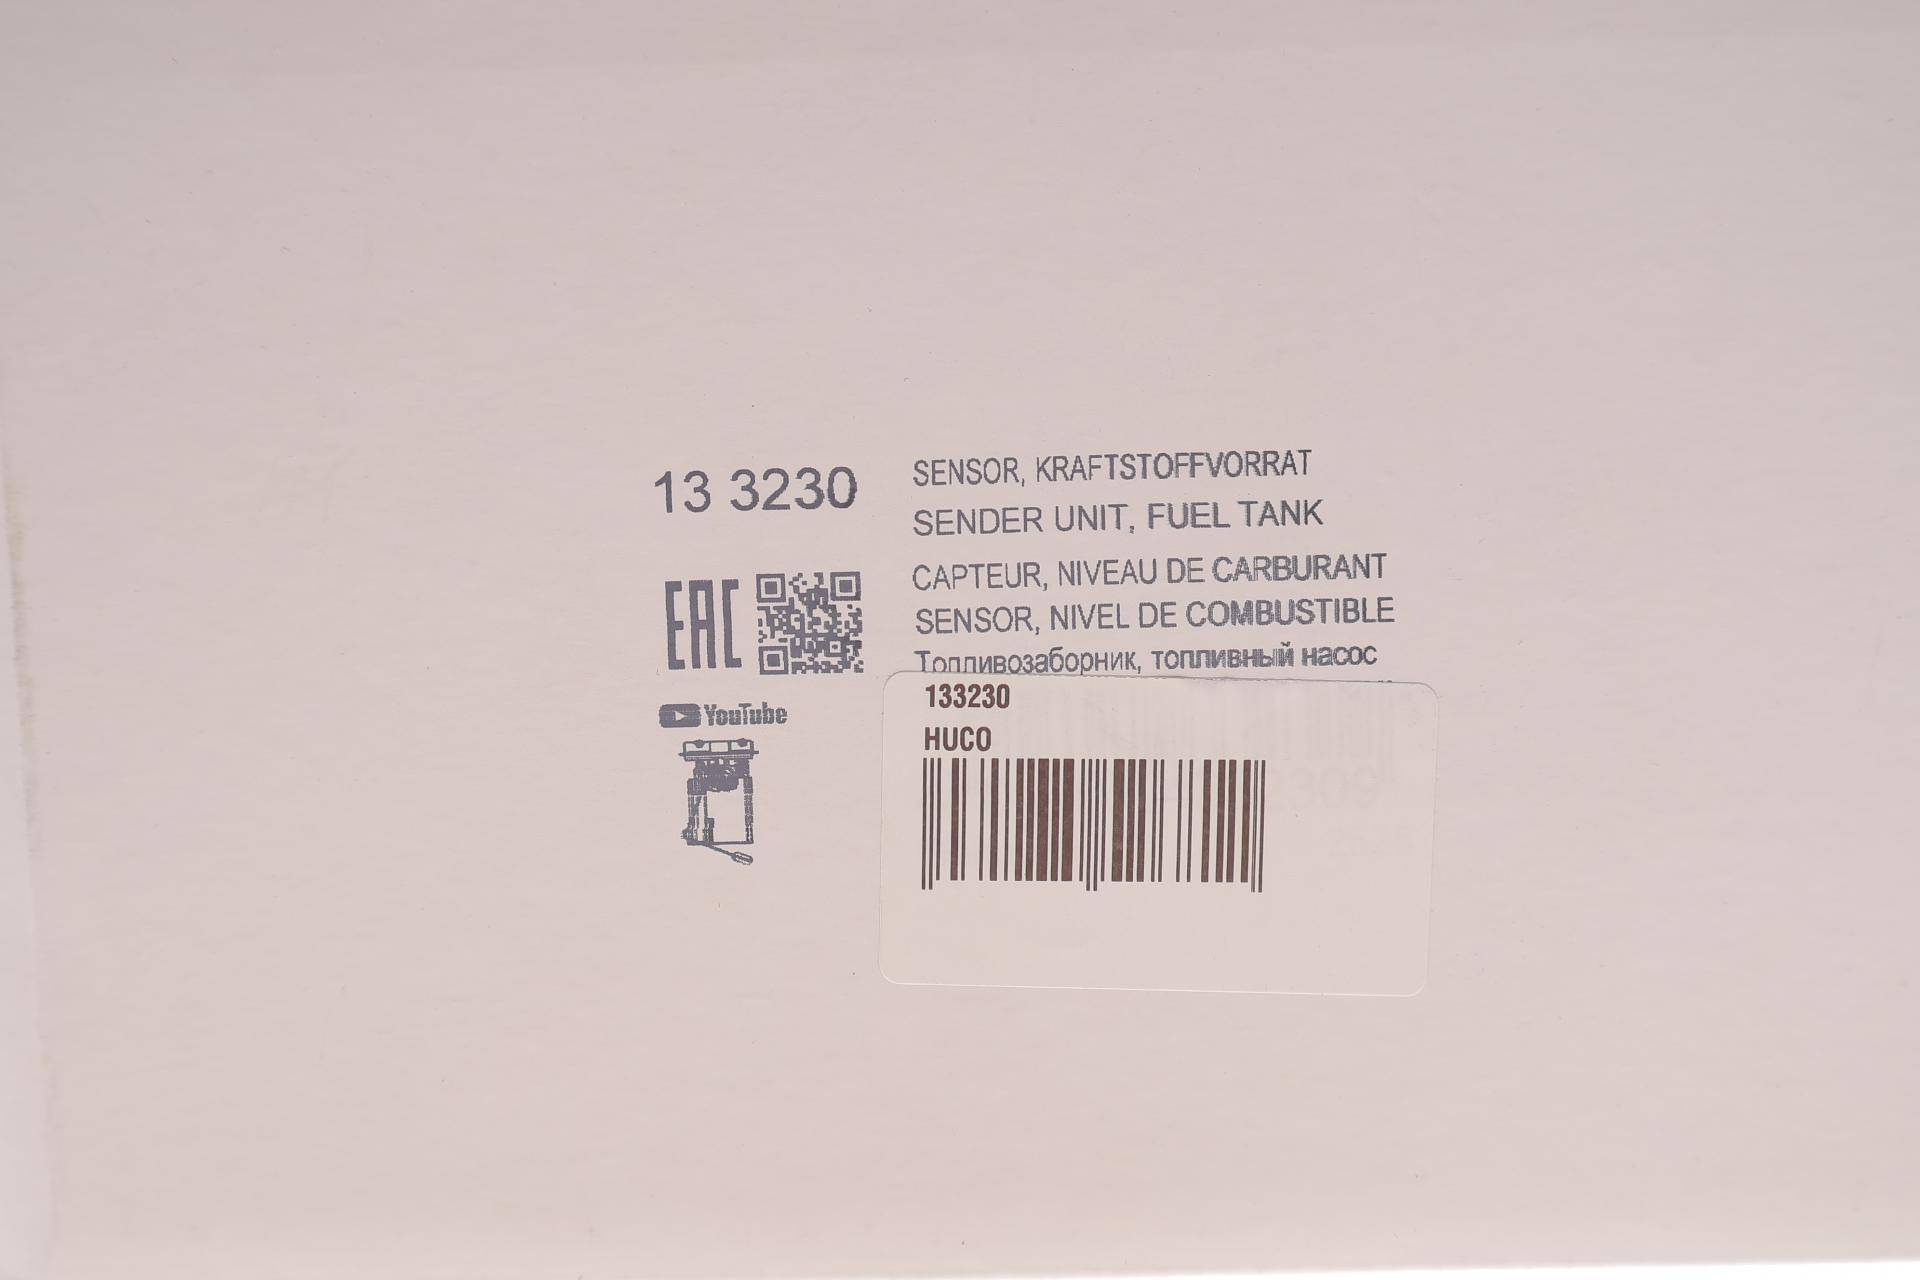 13 3230
SENSOR, KRAFTSTOFFVORRAT
SENDER UNIT, FUEL TANK
CAPTEUR, NIVEAU DE CARBURANT
SENSOR, NIVEL DE COMBUSTIBLE
Топливозаборник, топливный насос
EAC
YouTube
133230
HUCO